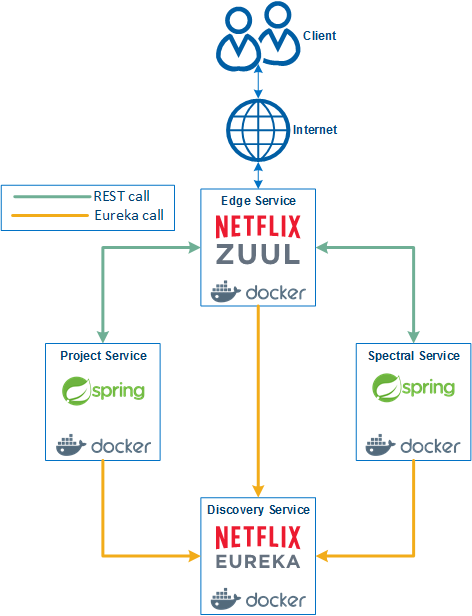 Client
Internet
REST call
Eureka call
Edge Service
NETFLIX
ZUUL
docker
Project Service
spring
docker
Spectral Service
spring
docker
Discovery Service
NETFLIX
EUREKA
docker